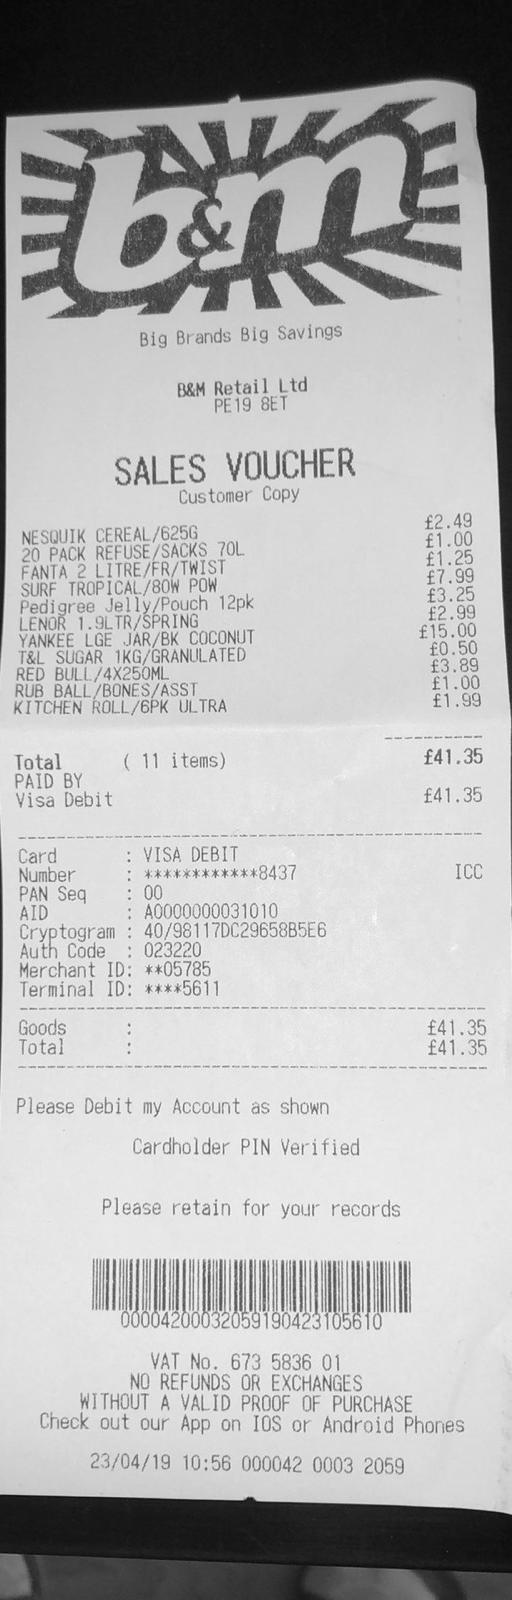 b&m
Big Brands Big Savings
B&M Retail Ltd
PE19 8ET
SALES VOUCHER
Customer Copy
NESQUIK CEREAL/625G £2.49
20 PACK REFUSE/SACKS 70L £1.00
FANTA 2 LITRE/FR/TWIST £1.25
SURF TROPICAL/80W POW £7.99
Pedigree Jelly/Pouch 12pk £3.25
LENOR 1.9LTR/SPRING £2.99
YANKEE LGE JAR/BK COCONUT £15.00
T&L SUGAR 1KG/GRANULATED £0.50
RED BULL/4X250ML £3.89
RUB BALL/BONES/ASST £1.00
KITCHEN ROLL/6PK ULTRA £1.99
Total ( 11 items) £41.35
PAID BY
Visa Debit £41.35
Card : VISA DEBIT
Number : ************8437 ICC
PAN Seq : 00
AID : A0000000031010
Cryptogram : 40/98117DC29658B5E6
Auth Code : 023220
Merchant ID: **05785
Terminal ID: ****5611
Goods : £41.35
Total : £41.35
Please Debit my Account as shown
Cardholder PIN Verified
Please retain for your records
0000420003205919042310561​0
VAT No. 673 5836 01
NO REFUNDS OR EXCHANGES
WITHOUT A VALID PROOF OF PURCHASE
Check out our App on IOS or Android Phones
23/04/19 10:56 000042 0003 2059